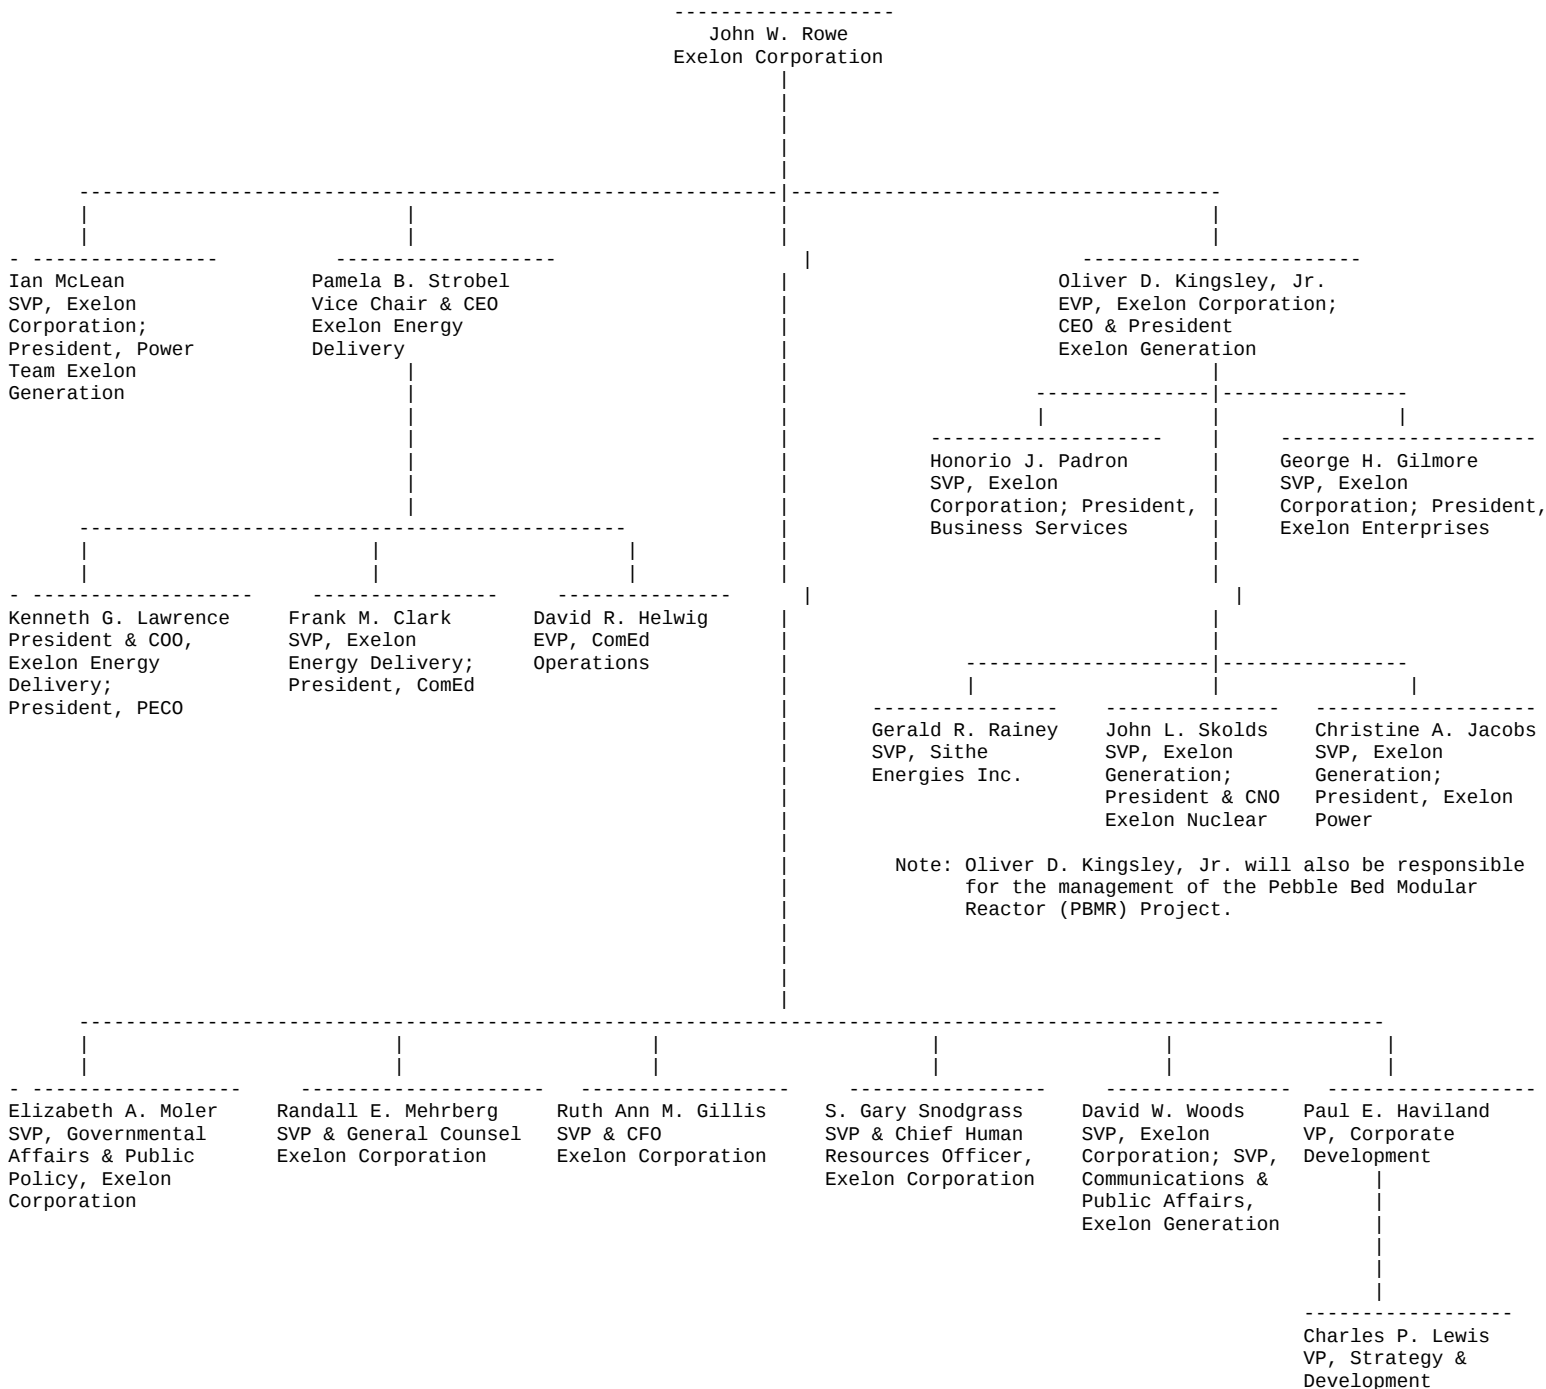 John W. Rowe
Exelon Corporation
Ian McLean
SVP, Exelon
Corporation;
President, Power
Team Exelon
Generation
Pamela B. Strobel
Vice Chair & CEO
Exelon Energy
Delivery
Oliver D. Kingsley, Jr.
EVP, Exelon Corporation;
CEO & President
Exelon Generation
Honorio J. Padron
SVP, Exelon
Corporation; President,
Business Services
George H. Gilmore
SVP, Exelon
Corporation; President,
Exelon Enterprises
Kenneth G. Lawrence
President & COO,
Exelon Energy
Delivery;
President, PECO
Frank M. Clark
SVP, Exelon
Energy Delivery;
President, ComEd
David R. Helwig
EVP, ComEd
Operations
Gerald R. Rainey
SVP, Sithe
Energies Inc.
John L. Skolds
SVP, Exelon
Generation;
President & CNO
Exelon Nuclear
Christine A. Jacobs
SVP, Exelon
Generation;
President, Exelon
Power
Note: Oliver D. Kingsley, Jr. will also be responsible
for the management of the Pebble Bed Modular
Reactor (PBMR) Project.
Elizabeth A. Moler
SVP, Governmental
Affairs & Public
Policy, Exelon
Corporation
Randall E. Mehrberg
SVP & General Counsel
Exelon Corporation
Ruth Ann M. Gillis
SVP & CFO
Exelon Corporation
S. Gary Snodgrass
SVP & Chief Human
Resources Officer,
Exelon Corporation
David W. Woods
SVP, Exelon
Corporation; SVP,
Communications &
Public Affairs,
Exelon Generation
Paul E. Haviland
VP, Corporate
Development
Charles P. Lewis
VP, Strategy &
Development